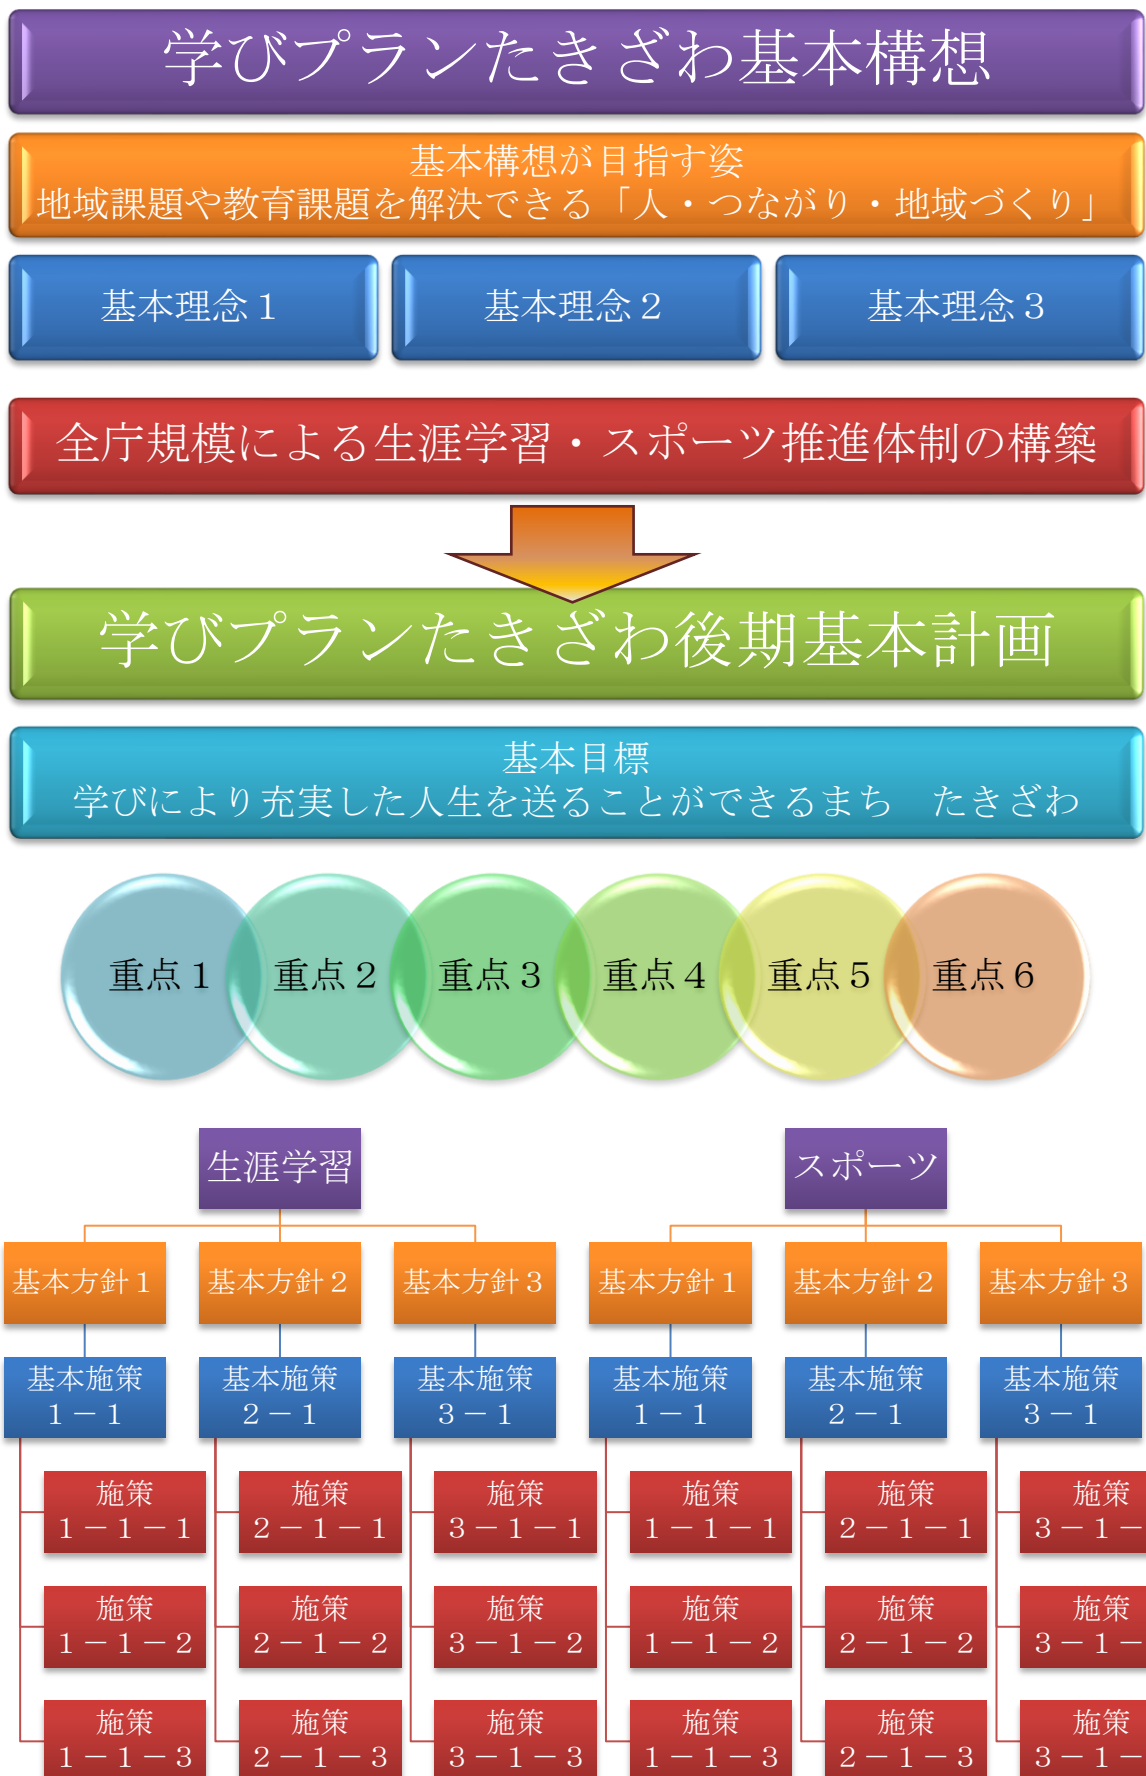 学びプランたきざわ基本構想
基本構想が目指す姿
地域課題や教育課題を解決できる「人・つながり・地域づくり」
基本理念１
基本理念２
基本理念３
全庁規模による生涯学習・スポーツ推進体制の構築
学びプランたきざわ後期基本計画
基本目標
学びにより充実した人生を送ることができるまち　たきざわ
重点１
重点２
重点３
重点４
重点５
重点６
生涯学習
スポーツ
基本方針１
基本方針２
基本方針３
基本方針１
基本方針２
基本方針３
基本施策
１－１
基本施策
２－１
基本施策
３－１
基本施策
１－１
基本施策
２－１
基本施策
３－１
施策
１－１－１
施策
２－１－１
施策
３－１－１
施策
１－１－１
施策
２－１－１
施策
３－１－
施策
１－１－２
施策
２－１－２
施策
３－１－２
施策
１－１－２
施策
２－１－２
施策
３－１－
施策
１－１－３
施策
２－１－３
施策
３－１－３
施策
１－１－３
施策
２－１－３
施策
３－１－